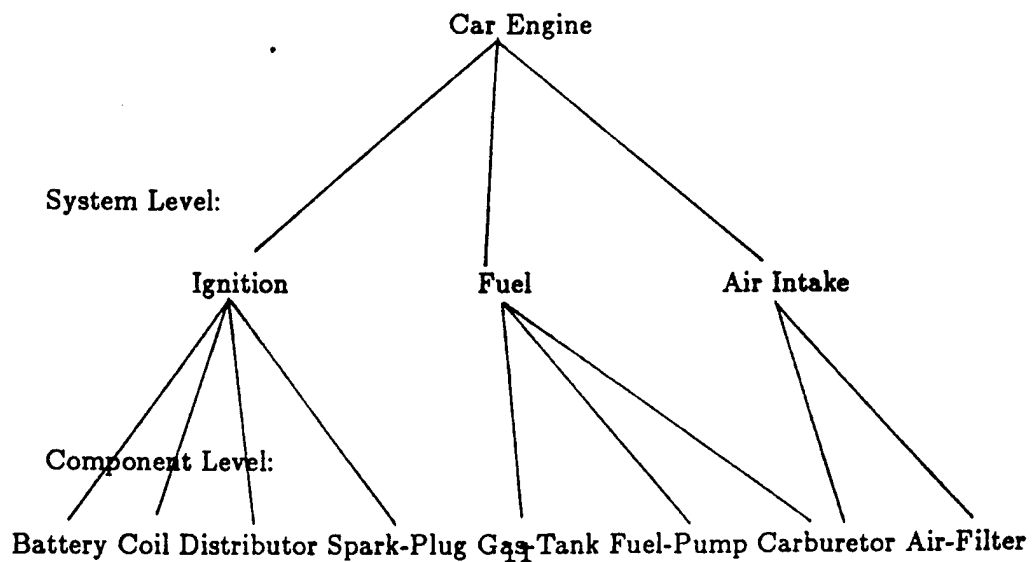 Car Engine
System Level:
Ignition Fuel Air Intake
Component Level:
Battery Coil Distributor Spark-Plug Gas-Tank Fuel-Pump Carburetor Air-Filter
11